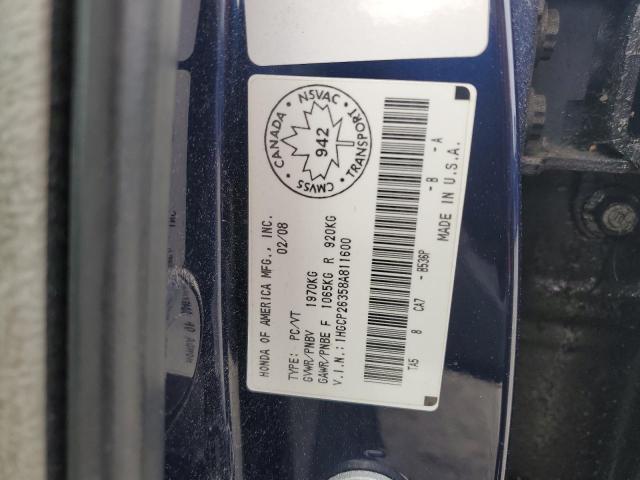 HONDA OF AMERICA MFG., INC.
02/08
TYPE: PC/VT
GVWR/PNBV 1970KG
GAWR/PNBE F 1065KG R 920KG
V.I.N.:1HGCP26358A811600
CANADA
NSVAC
TRANSPORT
CMVSS
942
TA5 8 CA7 -B536P -B -A
MADE IN U.S.A.